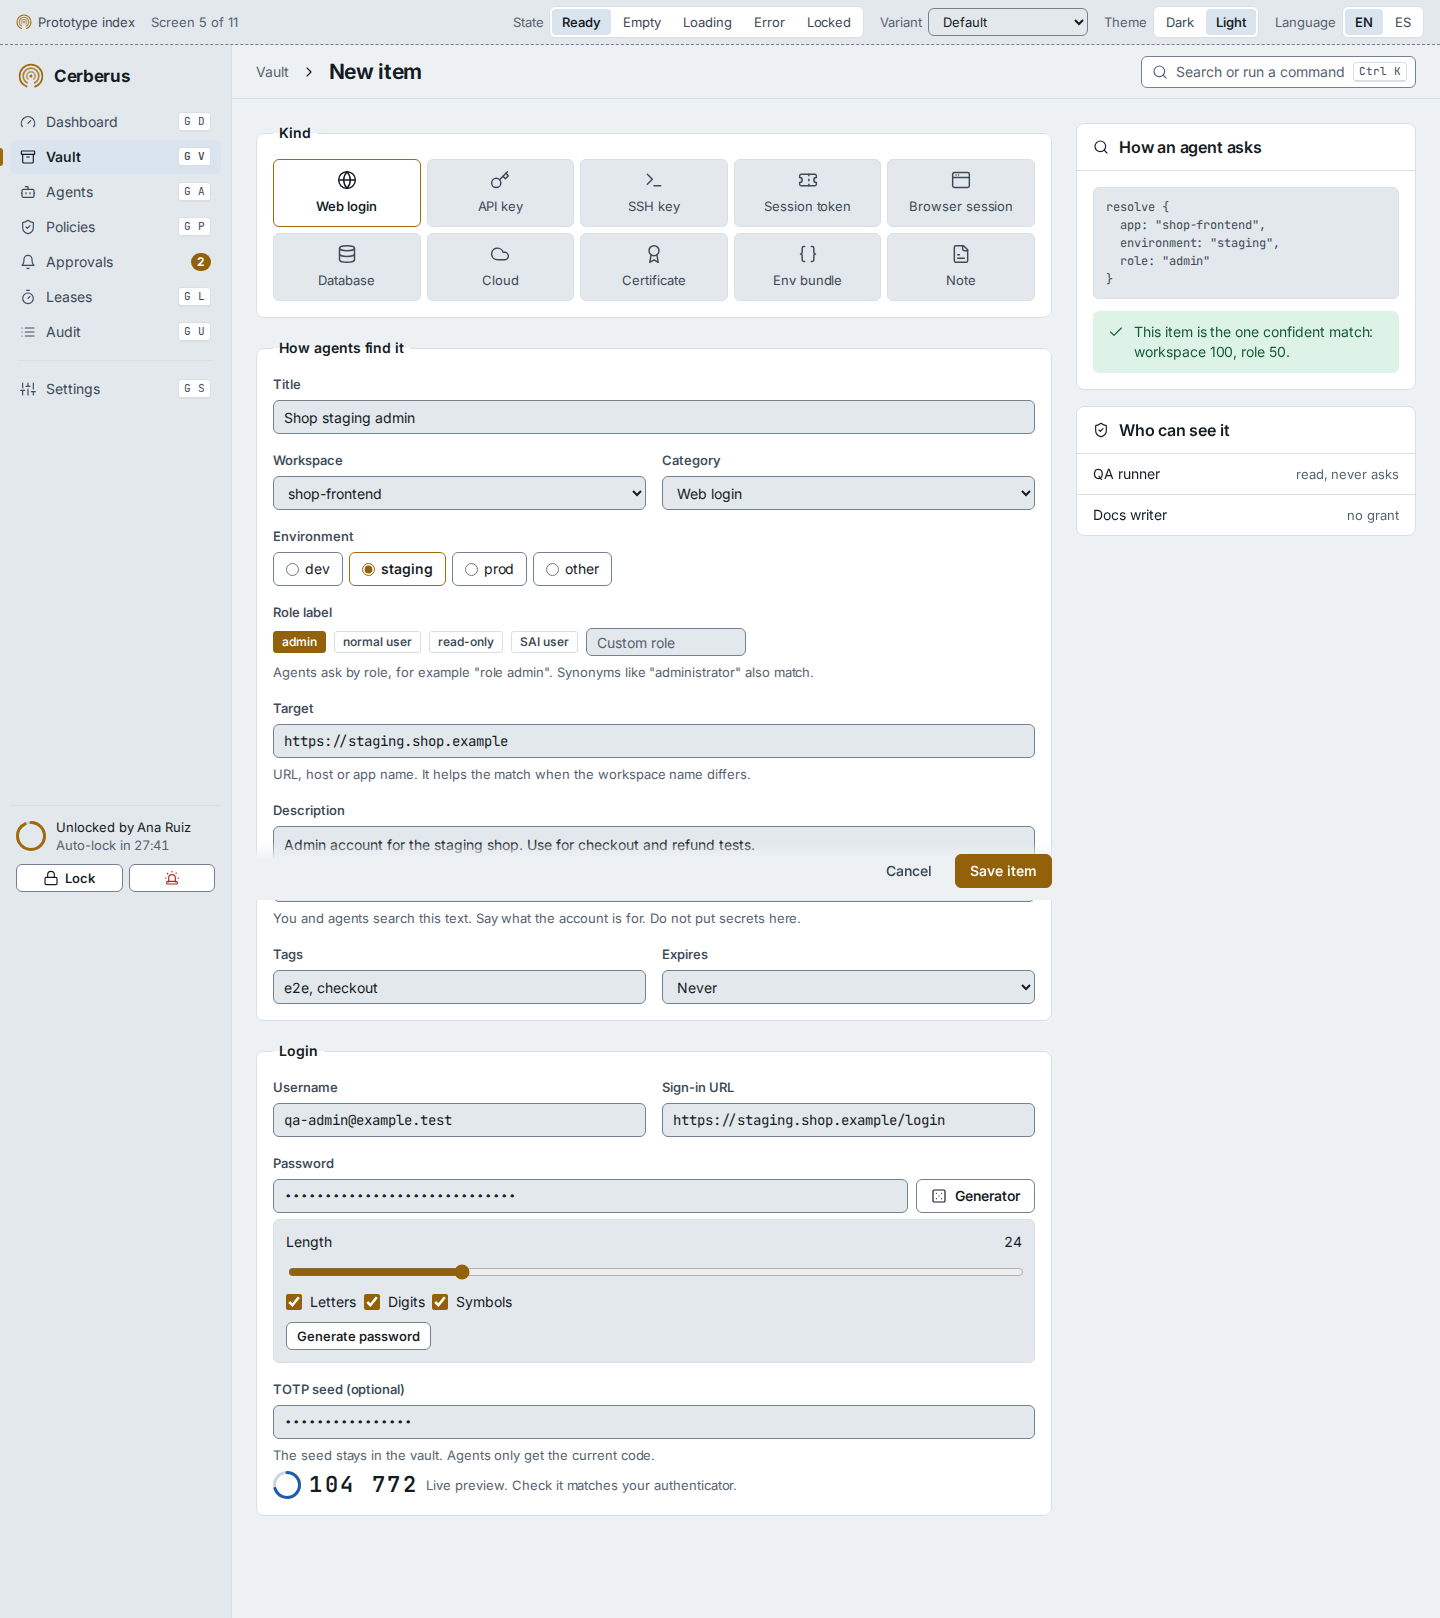 Prototype index
Screen 5 of 11
State
Ready
Empty
Loading
Error
Locked
Variant
Default
Theme
Dark
Light
Language
EN
ES
Cerberus
Dashboard
G D
Vault
G V
Agents
G A
Policies
G P
Approvals
2
Leases
G L
Audit
G U
Settings
G S
Unlocked by Ana Ruiz
Auto-lock in 27:41
Lock
Vault
New item
Search or run a command
Ctrl K
Kind
Web login
API key
SSH key
Session token
Browser session
Database
Cloud
Certificate
Env bundle
Note
How agents find it
Title
Shop staging admin
Workspace
Category
shop-frontend
Web login
Environment
dev
staging
prod
other
Role label
admin
normal user
read-only
SAI user
Custom role
Agents ask by role, for example "role admin". Synonyms like "administrator" also match.
Target
https://staging.shop.example
URL, host or app name. It helps the match when the workspace name differs.
Description
Admin account for the staging shop. Use for checkout and refund tests.
Cancel
Save item
You and agents search this text. Say what the account is for. Do not put secrets here.
Tags
Expires
e2e, checkout
Never
Login
Username
Sign-in URL
qa-admin@example.test
https://staging.shop.example/login
Password
•••••••••••••••••••••••••••••
Generator
Length
24
Letters
Digits
Symbols
Generate password
TOTP seed (optional)
••••••••••••••••
The seed stays in the vault. Agents only get the current code.
104 772
Live preview. Check it matches your authenticator.
How an agent asks
resolve {
app: "shop-frontend",
environment: "staging",
role: "admin"
}
This item is the one confident match:
workspace 100, role 50.
Who can see it
QA runner
read, never asks
Docs writer
no grant